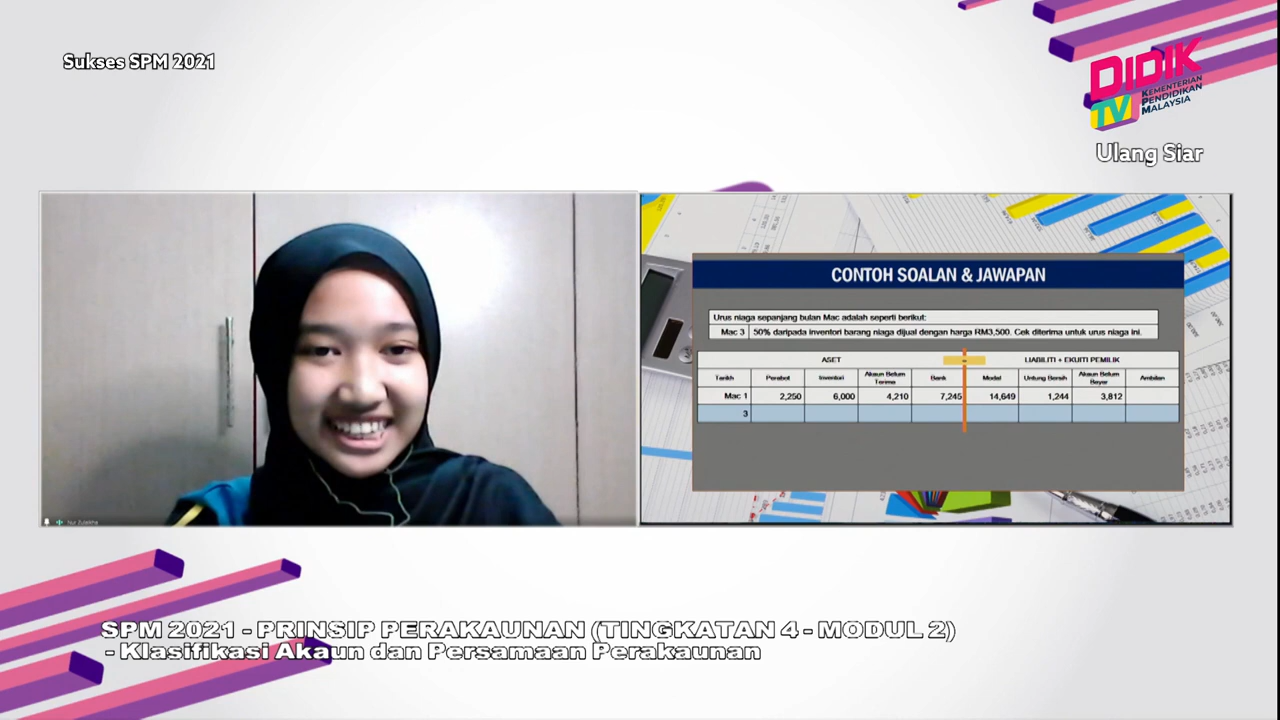 Sukses SPM 2021
DIDIK
TV
KEMENTERIAN
PENDIDIKAN
MALAYSIA
Ulang Siar
CONTOH SOALAN & JAWAPAN
Urus niaga sepanjang bulan Mac adalah seperti berikut:
Mac 3 50% daripada inventori barang niaga dijual dengan harga RM3,500. Cek diterima untuk urus niaga ini.
ASET = LIABILITI + EKUITI PEMILIK
Tarikh Perabot Inventori Akaun Belum Terima Bank Modal Untung Bersih Akaun Belum Bayar Ambilan
Mac 1 2,250 6,000 4,210 7,245 14,649 1,244 3,812
3
SPM 2021 - PRINSIP PERAKAUNAN (TINGKATAN 4 - MODUL 2)
- Klasifikasi Akaun dan Persamaan Perakaunan